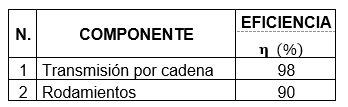 N. COMPONENTE EFICIENCIA
η (%)
1 Transmisión por cadena 98
2 Rodamientos 90